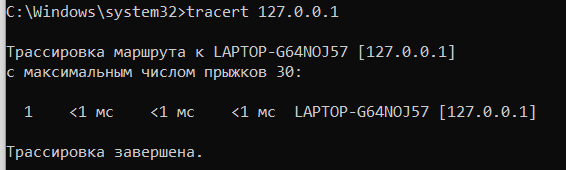 C:\Windows\system32>tracert 127.0.0.1
Трассировка маршрута к LAPTOP-G64NOJ57 [127.0.0.1]
с максимальным числом прыжков 30:
1 <1 мс <1 мс <1 мс LAPTOP-G64NOJ57 [127.0.0.1]
Трассировка завершена.